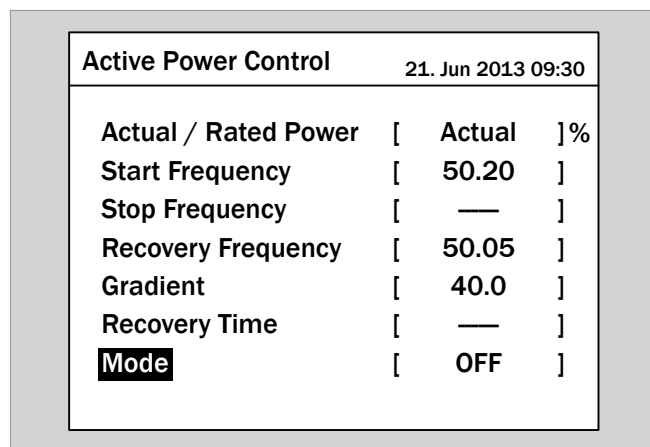 Active Power Control 21. Jun 2013 09:30
Actual / Rated Power [ Actual ]%
Start Frequency [ 50.20 ]
Stop Frequency [ — ]
Recovery Frequency [ 50.05 ]
Gradient [ 40.0 ]
Recovery Time [ — ]
Mode [ OFF ]